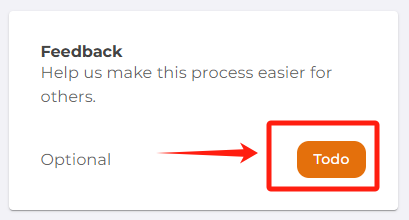 Feedback
Help us make this process easier for
others.
Optional
Todo